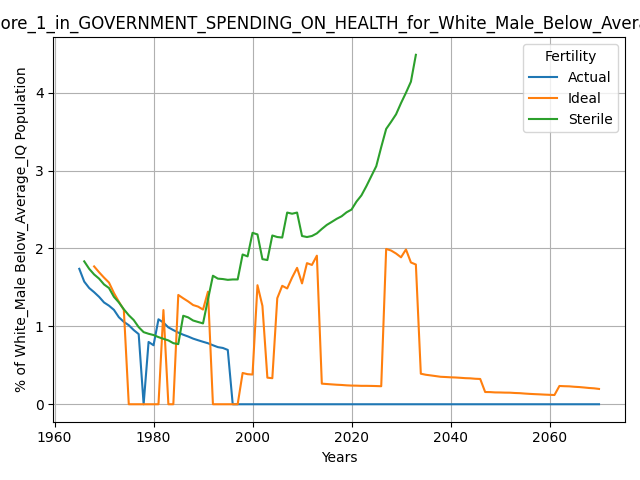 ore_1_in_GOVERNMENT_SPENDING_ON_HEALTH_for_White_Male_Below_Avera
Fertility
Actual
Ideal
Sterile
% of White_Male Below_Average_IQ Population
4
3
2
1
0
1960 1980 2000 2020 2040 2060
Years